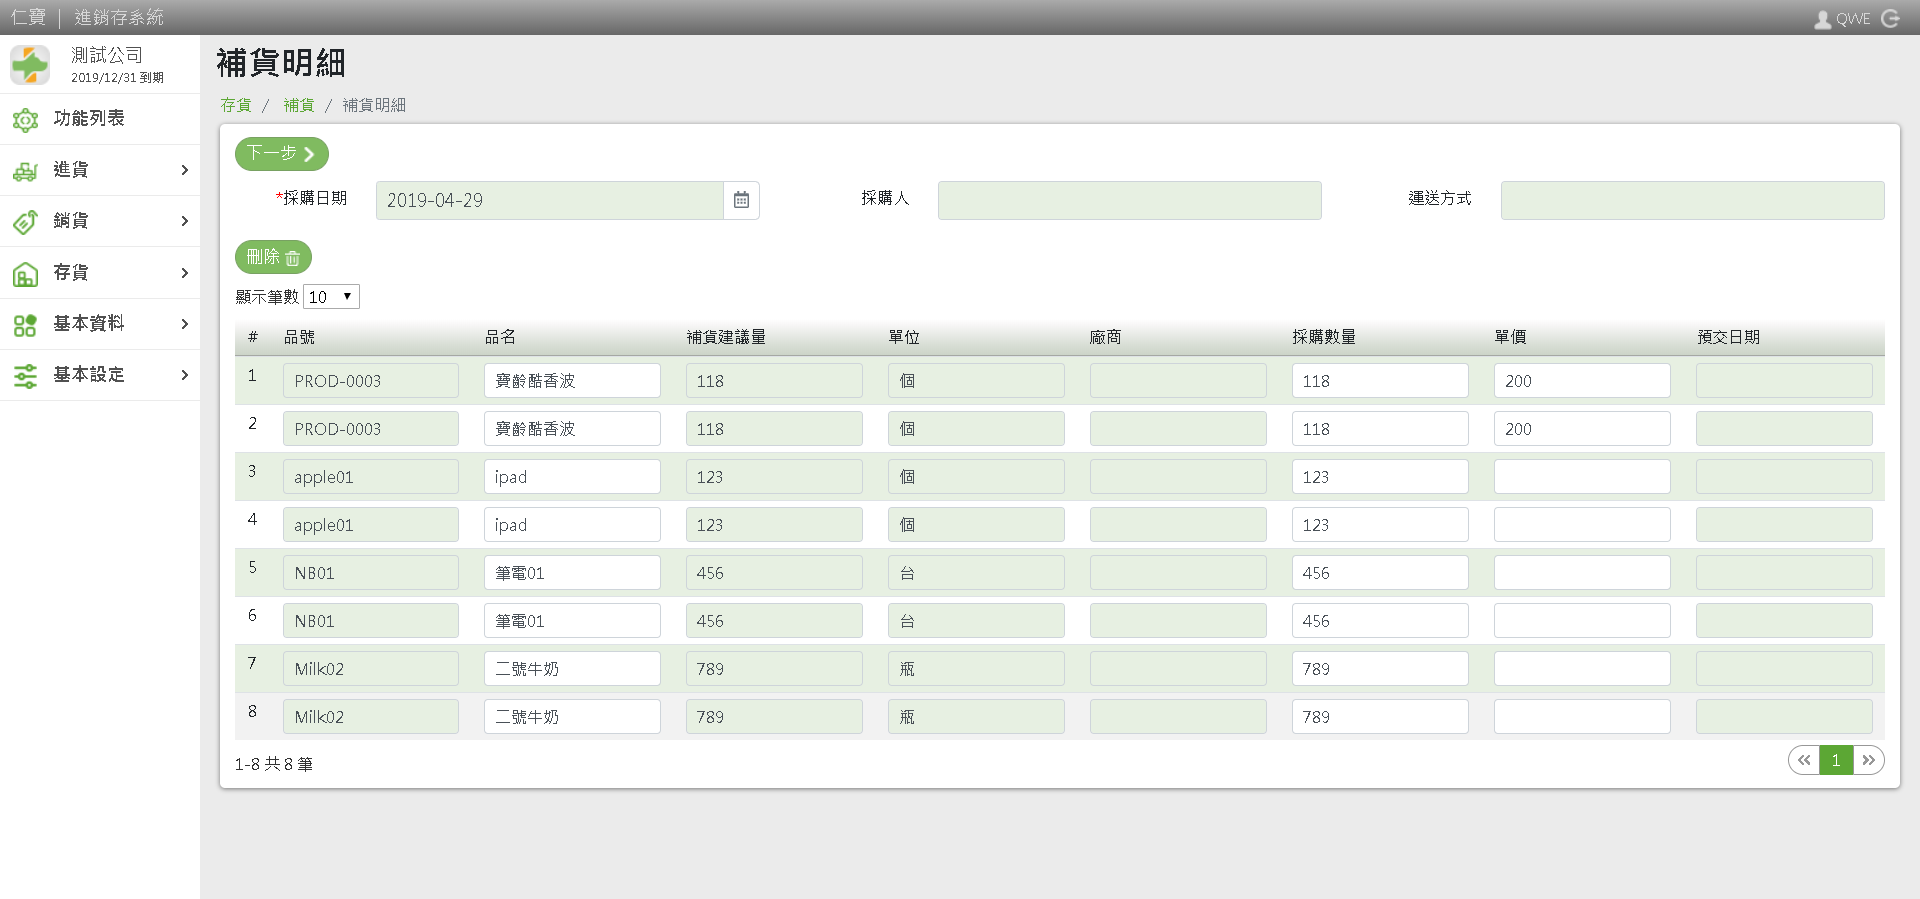 仁寶 | 進銷存系統
QWE
測試公司
2019/12/31 到期
功能列表
進貨
銷貨
存貨
基本資料
基本設定
補貨明細
存貨 / 補貨 / 補貨明細
下一步
*採購日期 2019-04-29 採購人 運送方式
刪除
顯示筆數 10
# 品號 品名 補貨建議量 單位 廠商 採購數量 單價 預交日期
1 PROD-0003 寶齡酷香波 118 個 118 200
2 PROD-0003 寶齡酷香波 118 個 118 200
3 apple01 ipad 123 個 123
4 apple01 ipad 123 個 123
5 NB01 筆電01 456 台 456
6 NB01 筆電01 456 台 456
7 Milk02 二號牛奶 789 瓶 789
8 Milk02 二號牛奶 789 瓶 789
1-8 共 8 筆
« 1 »